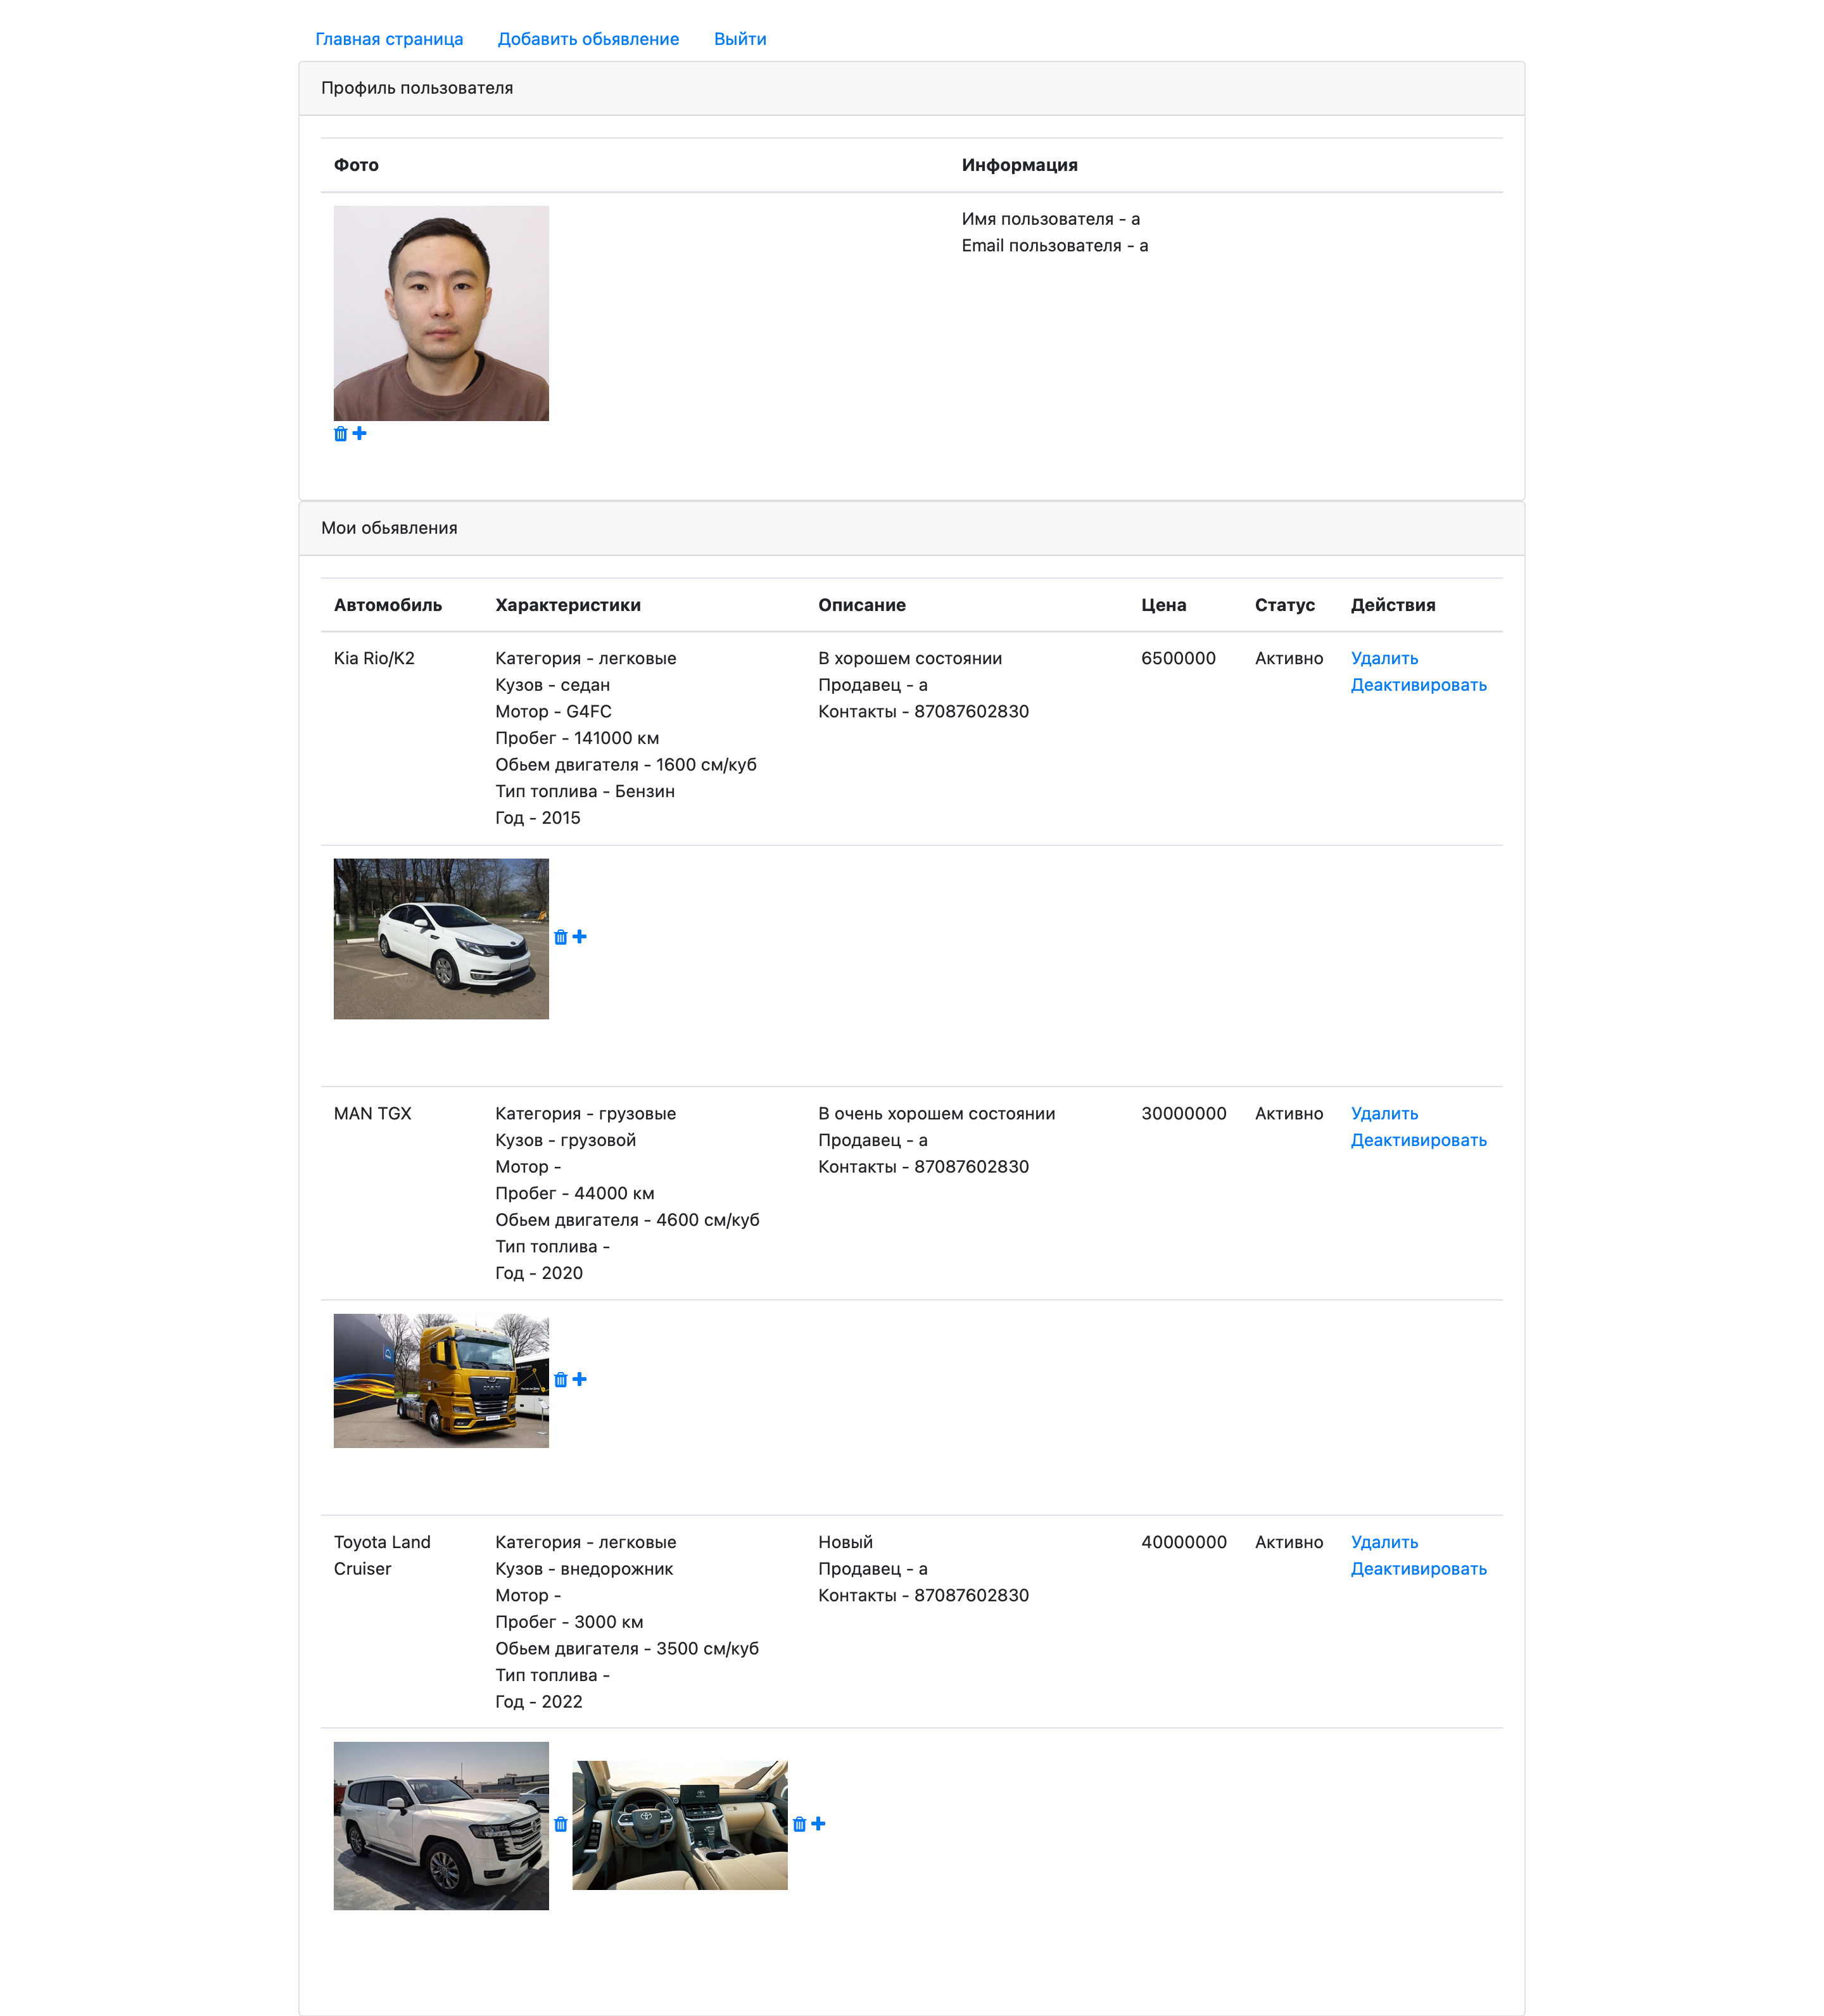 Главная страница Добавить обьявление Выйти
Профиль пользователя
Фото Информация
Имя пользователя - a
Email пользователя - a
Мои обьявления
Автомобиль Характеристики Описание Цена Статус Действия
Kia Rio/K2 Категория - легковые В хорошем состоянии 6500000 Активно Удалить
Кузов - седан Продавец - a Деактивировать
Мотор - G4FC Контакты - 87087602830
Пробег - 141000 км
Обьем двигателя - 1600 см/куб
Тип топлива - Бензин
Год - 2015
MAN TGX Категория - грузовые В очень хорошем состоянии 30000000 Активно Удалить
Кузов - грузовой Продавец - a Деактивировать
Мотор - Контакты - 87087602830
Пробег - 44000 км
Обьем двигателя - 4600 см/куб
Тип топлива -
Год - 2020
Toyota Land Категория - легковые Новый 40000000 Активно Удалить
Cruiser Кузов - внедорожник Продавец - a Деактивировать
Мотор - Контакты - 87087602830
Пробег - 3000 км
Обьем двигателя - 3500 см/куб
Тип топлива -
Год - 2022